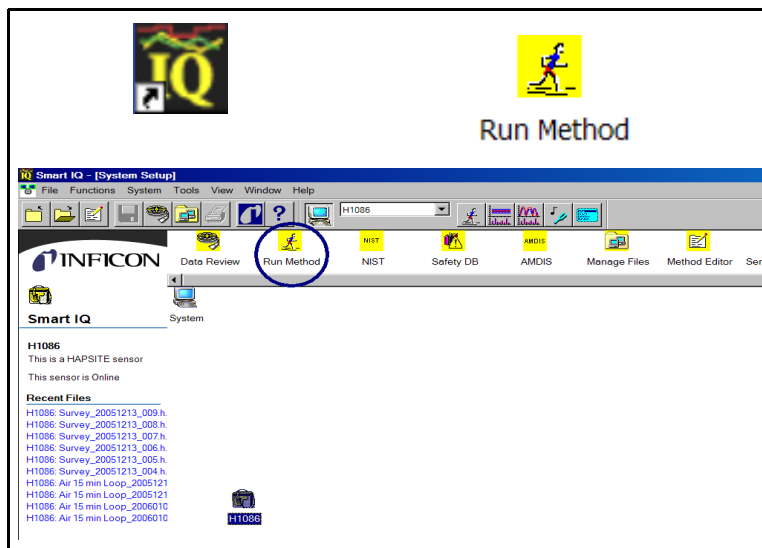 IQ
Run Method
IQ Smart IQ - [System Setup]
File Functions System Tools View Window Help
H1086
INFICON
NIST
AMDIS
Data Review Run Method NIST Safety DB AMDIS Manage Files Method Editor Ser
Smart IQ
System
H1086
This is a HAPSITE sensor
This sensor is Online
Recent Files
H1086: Survey_20051213_009.h.
H1086: Survey_20051213_008.h.
H1086: Survey_20051213_007.h.
H1086: Survey_20051213_006.h.
H1086: Survey_20051213_005.h.
H1086: Survey_20051213_004.h.
H1086: Air 15 min Loop_2005121
H1086: Air 15 min Loop_2005121
H1086: Air 15 min Loop_2006010
H1086: Air 15 min Loop_2006010
H1086